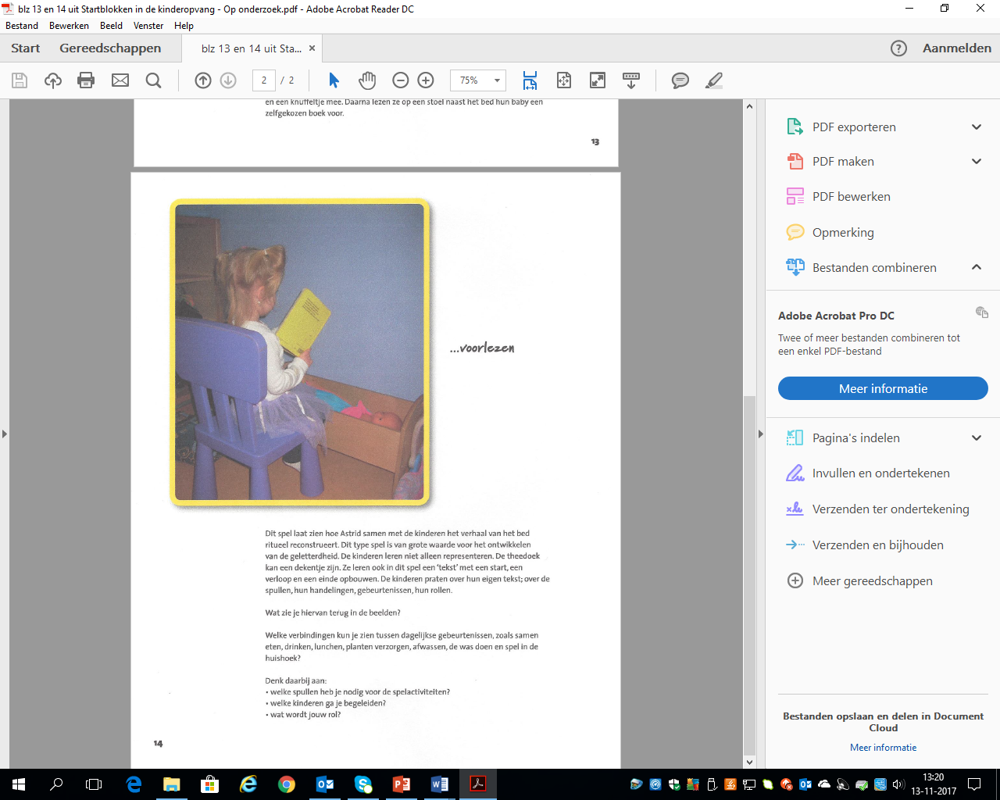 blz 13 en 14 uit Startblokken in de kinderopvang - Op onderzoek.pdf - Adobe Acrobat Reader DC
Bestand Bewerken Beeld Venster Help
Start Gereedschappen blz 13 en 14 uit Sta... × Aanmelden
2 / 2 75%
en een knuffeltje mee. Daarna lezen ze op een stoel naast het bed hun baby een
zelfgekozen boek voor.
13
...voorlezen
Dit spel laat zien hoe Astrid samen met de kinderen het verhaal van het bed
ritueel reconstrueert. Dit type spel is van grote waarde voor het ontwikkelen
van de geletterdheid. De kinderen leren niet alleen representeren. De theedoek
kan een dekentje zijn. Ze leren ook in dit spel een 'tekst' met een start, een
verloop en een einde opbouwen. De kinderen praten over hun eigen tekst; over de
spullen, hun handelingen, gebeurtenissen, hun rollen.
Wat zie je hiervan terug in de beelden?
Welke verbindingen kun je zien tussen dagelijkse gebeurtenissen, zoals samen
eten, drinken, lunchen, planten verzorgen, afwassen, de was doen en spel in de
huishoek?
Denk daarbij aan:
• welke spullen heb je nodig voor de spelactiviteiten?
• welke kinderen ga je begeleiden?
• wat wordt jouw rol?
14
PDF exporteren
PDF maken
PDF bewerken
Opmerking
Bestanden combineren
Adobe Acrobat Pro DC
Twee of meer bestanden combineren tot
een enkel PDF-bestand
Meer informatie
Pagina's indelen
Invullen en ondertekenen
Verzenden ter ondertekening
Verzenden en bijhouden
Meer gereedschappen
Bestanden opslaan en delen in Document
Cloud
Meer informatie
13:20
13-11-2017